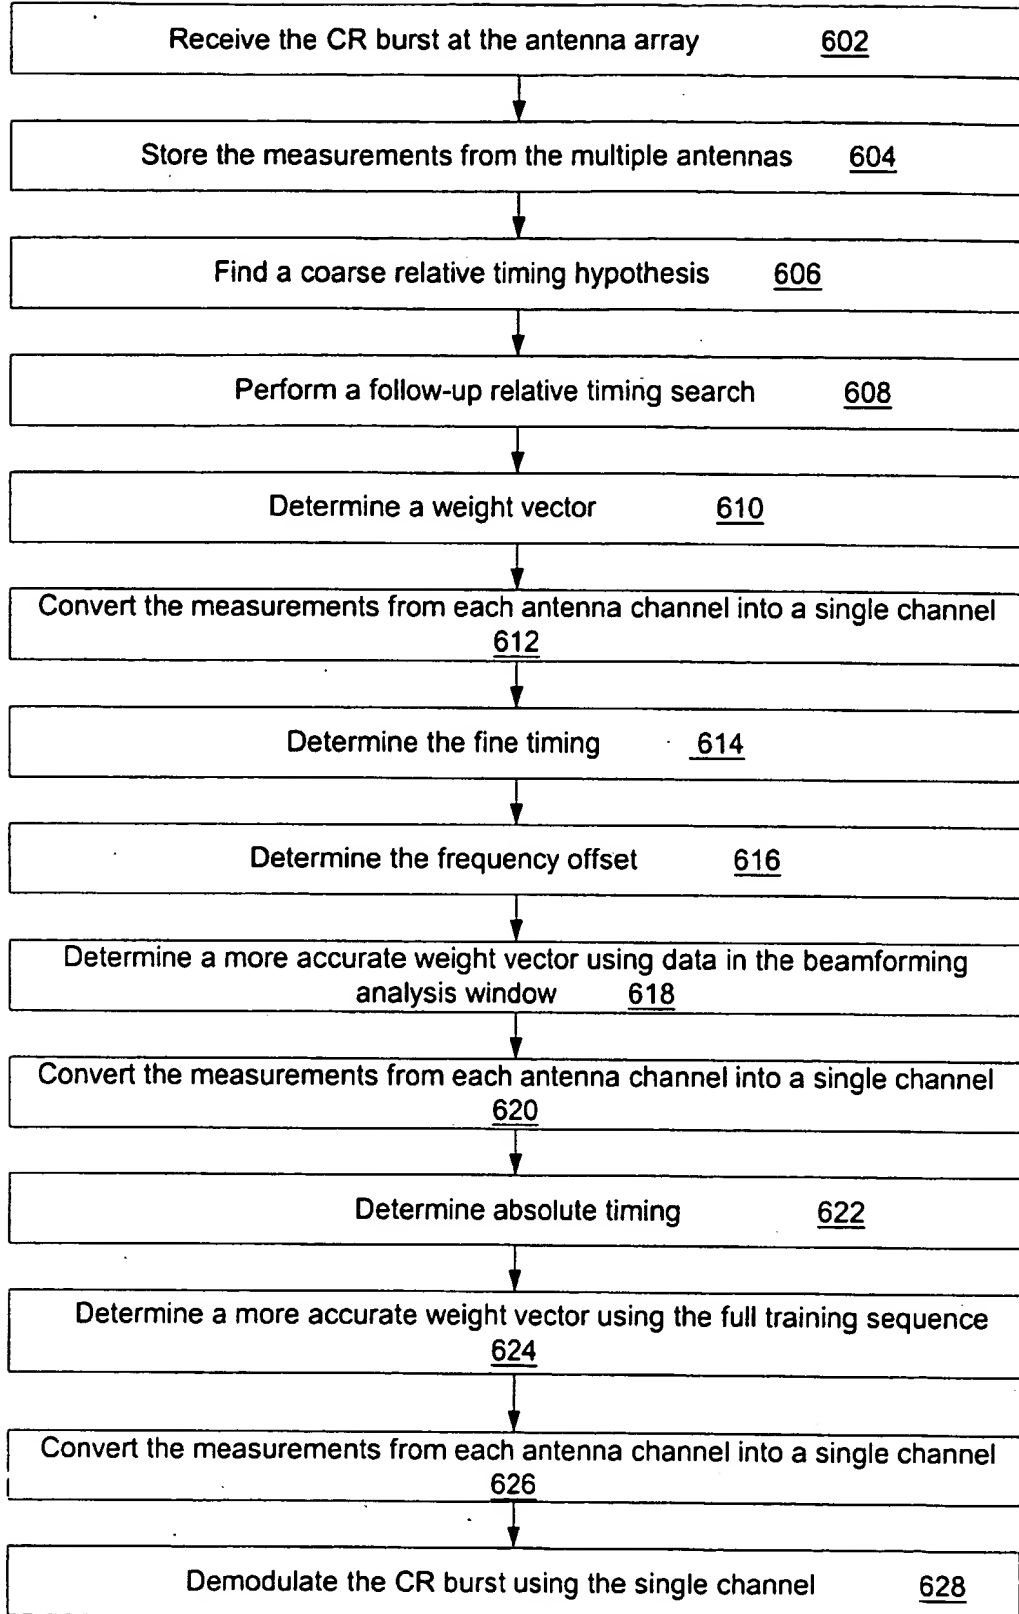 Receive the CR burst at the antenna array 602
Store the measurements from the multiple antennas 604
Find a coarse relative timing hypothesis 606
Perform a follow-up relative timing search 608
Determine a weight vector 610
Convert the measurements from each antenna channel into a single channel
612
Determine the fine timing 614
Determine the frequency offset 616
Determine a more accurate weight vector using data in the beamforming
analysis window 618
Convert the measurements from each antenna channel into a single channel
620
Determine absolute timing 622
Determine a more accurate weight vector using the full training sequence
624
Convert the measurements from each antenna channel into a single channel
626
Demodulate the CR burst using the single channel 628